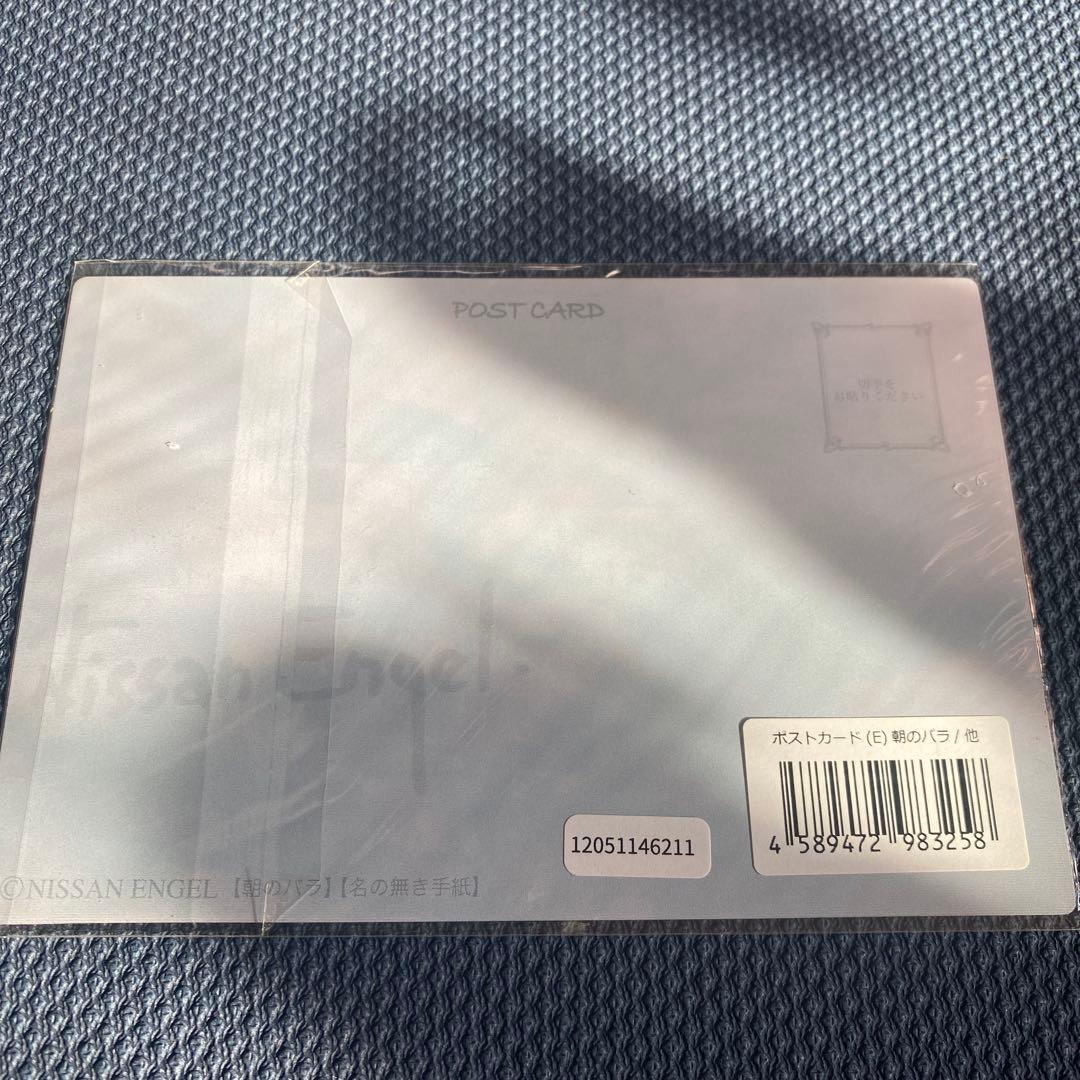 POST CARD
切手を
お貼りください
Nissan Engel.
ポストカード (E) 朝のバラ / 他
4 589472 983258
12051146211
©NISSAN ENGEL 【朝のバラ】【名の無き手紙】